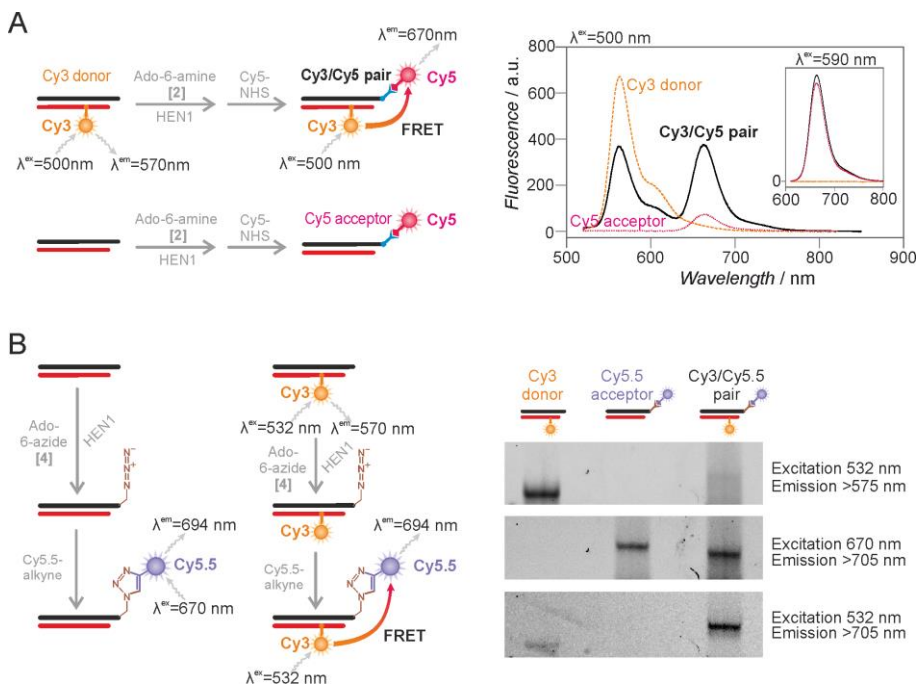 A
Cy3 donor
Ado-6-amine
[2]
HEN1
Cy5-
NHS
Cy3/Cy5 pair
λem=670nm
Cy5
Cy3
λex=500nm
λem=570nm
Cy3
λex=500 nm
FRET
Ado-6-amine
[2]
HEN1
Cy5-
NHS
Cy5 acceptor
Cy5
λex=500 nm
Fluorescence / a.u.
800
600
400
200
0
Cy3 donor
Cy3/Cy5 pair
Cy5 acceptor
500
600
700
800
900
Wavelength / nm
λex=590 nm
0
600
700
800
B
Ado-
6-azide
[4]
HEN1
N-
N+
N
Cy5.5-
alkyne
N
N
N
λem=694 nm
Cy5.5
λex=670 nm
Cy3
λex=532 nm
λem=570 nm
Ado-
6-azide
[4]
HEN1
N-
N+
N
Cy3
Cy5.5-
alkyne
N
N
N
λem=694 nm
Cy5.5
Cy3
FRET
λex=532 nm
Cy3
donor
Cy5.5
acceptor
Cy3/Cy5.5
pair
Excitation 532 nm
Emission >575 nm
Excitation 670 nm
Emission >705 nm
Excitation 532 nm
Emission >705 nm